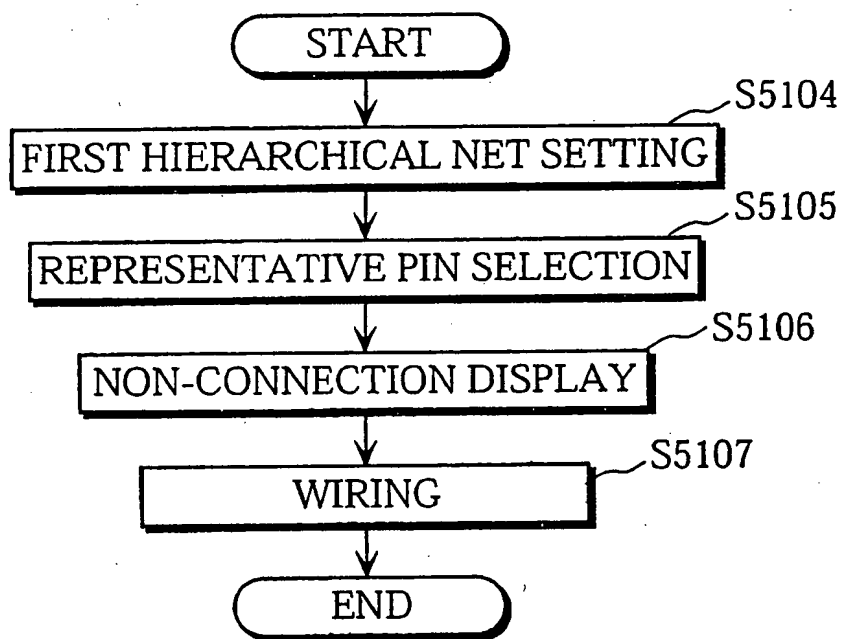 START
S5104
FIRST HIERARCHICAL NET SETTING
S5105
REPRESENTATIVE PIN SELECTION
S5106
NON-CONNECTION DISPLAY
S5107
WIRING
END